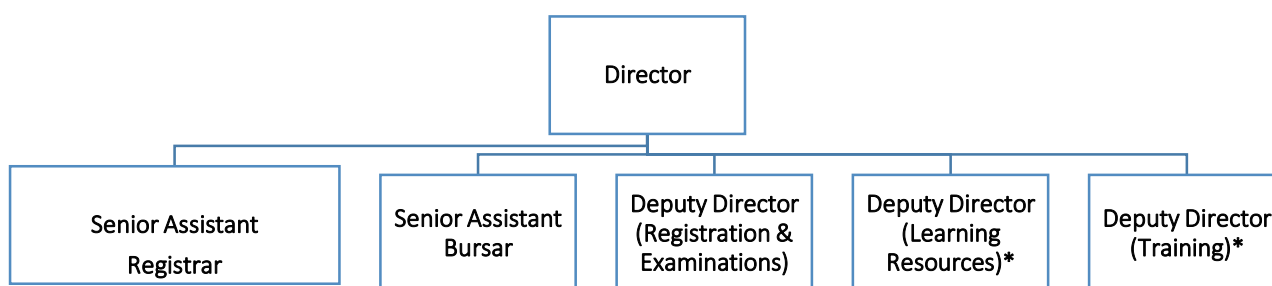 Director
Senior Assistant
Registrar
Senior Assistant
Bursar
Deputy Director
(Registration &
Examinations)
Deputy Director
(Learning
Resources)*
Deputy Director
(Training)*